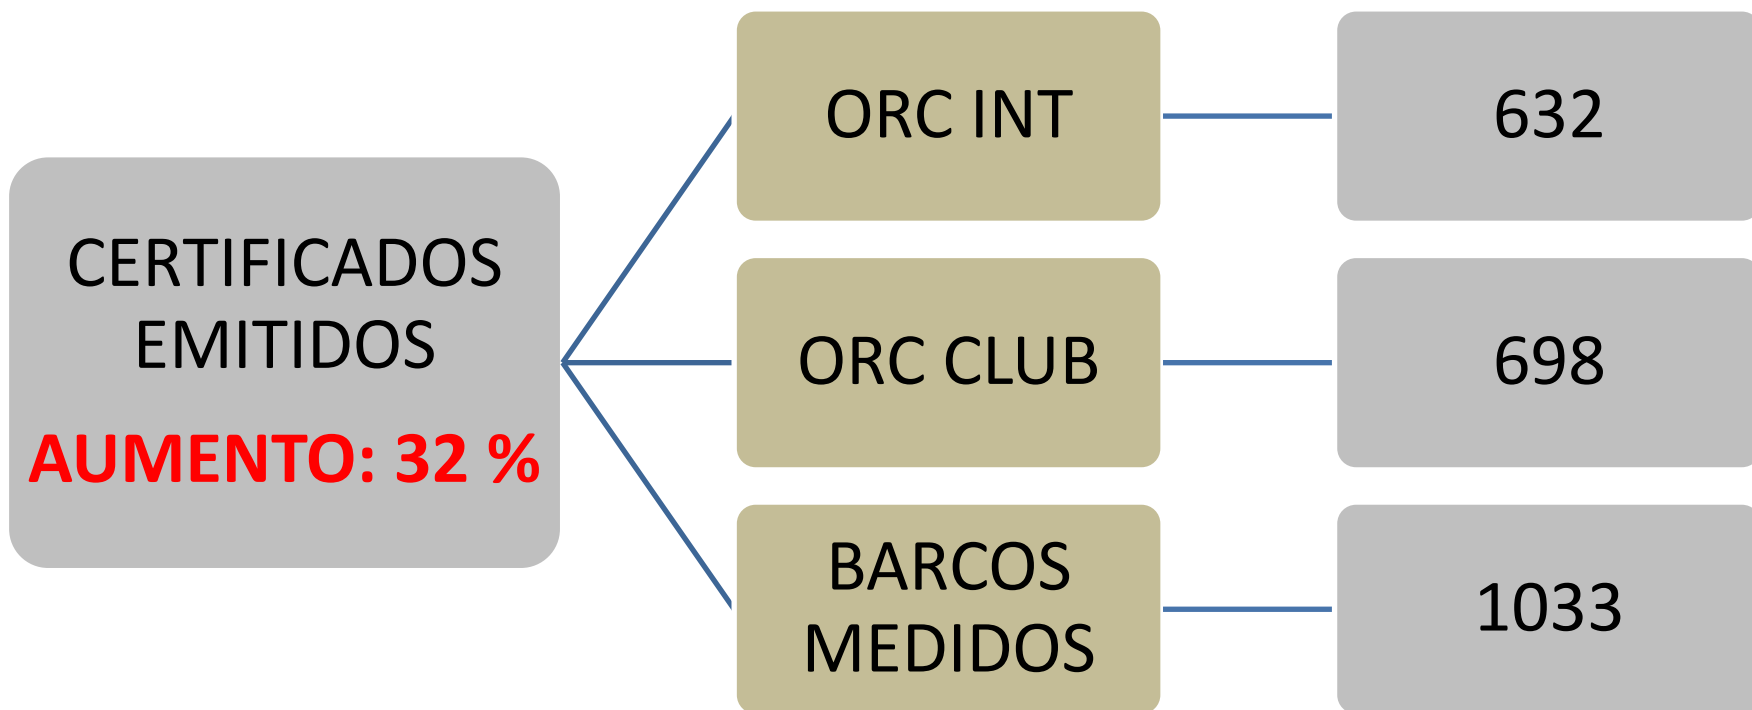 CERTIFICADOS
EMITIDOS
AUMENTO: 32 %
ORC INT
632
ORC CLUB
698
BARCOS
MEDIDOS
1033